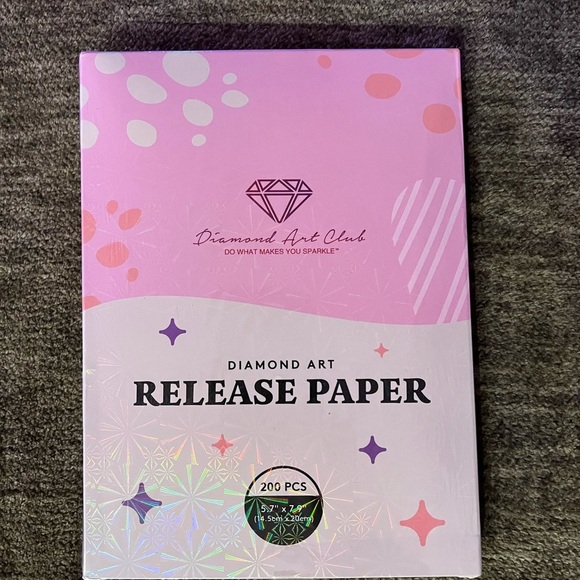 Diamond Art Club
DO WHAT MAKES YOU SPARKLE™
DIAMOND ART
RELEASE PAPER
200 PCS
5.7" x 7.9"
(14.5cm x 20cm)